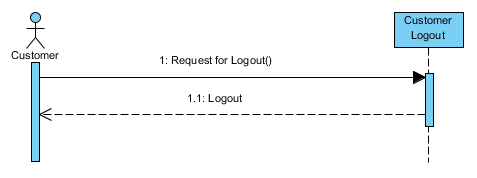 Customer
Logout
Customer
1: Request for Logout()
1.1: Logout